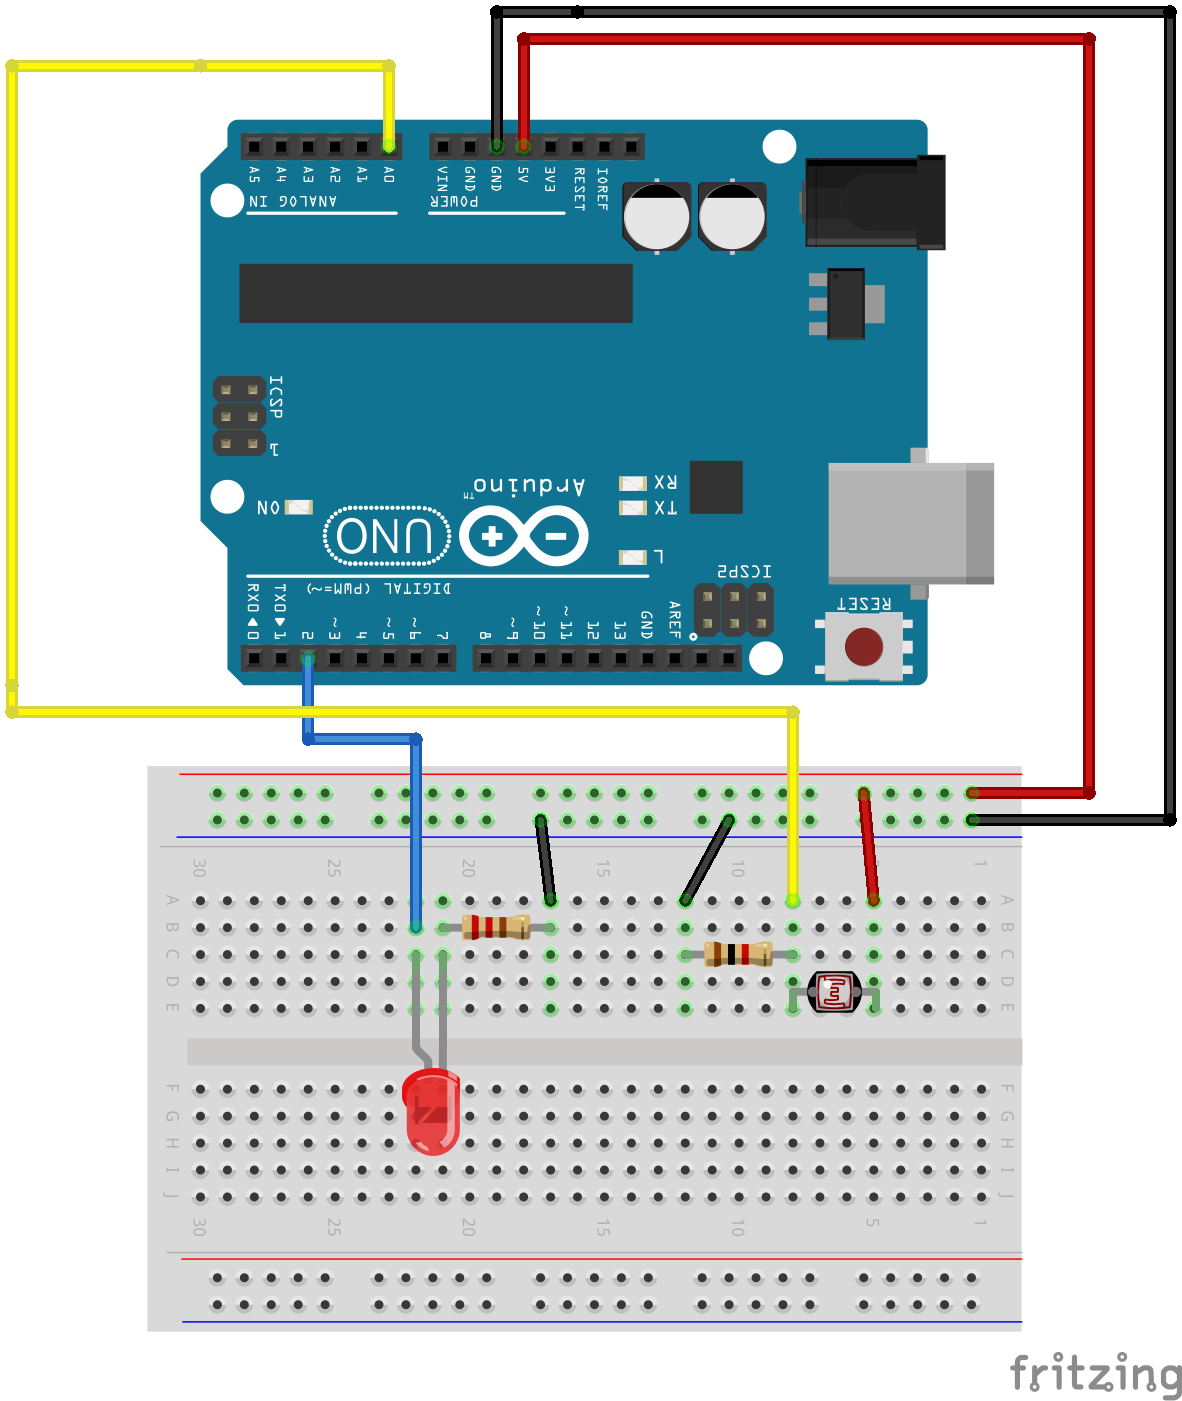 A5 A4 A3 A2 A1 A0 VIN GND GND 5V 3V3 RESET IOREF
ANALOG IN POWER
ICSP
1
Arduino™
RX
ON UNO TX
L
ICSP2
DIGITAL (PWM=~)
RESET
RX0◀0 TX0▶1 2 ~3 4 ~5 ~6 7 8 ~9 ~10 ~11 12 13 GND AREF
30 25 20 15 10 1
A A
B B
C C
D D
E E
F F
G G
H H
I I
J J
30 25 20 15 10 5 1
fritzing